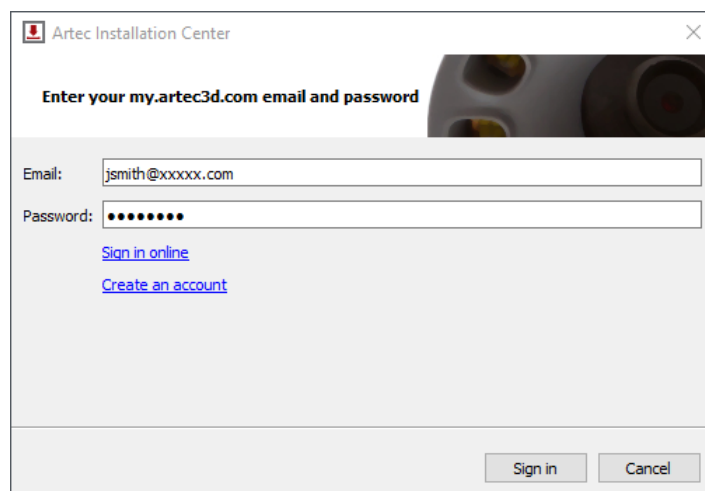 Artec Installation Center
Enter your my.artec3d.com email and password
Email: jsmith@xxxxx.com
Password: ●●●●●●●●
Sign in online
Create an account
Sign in Cancel